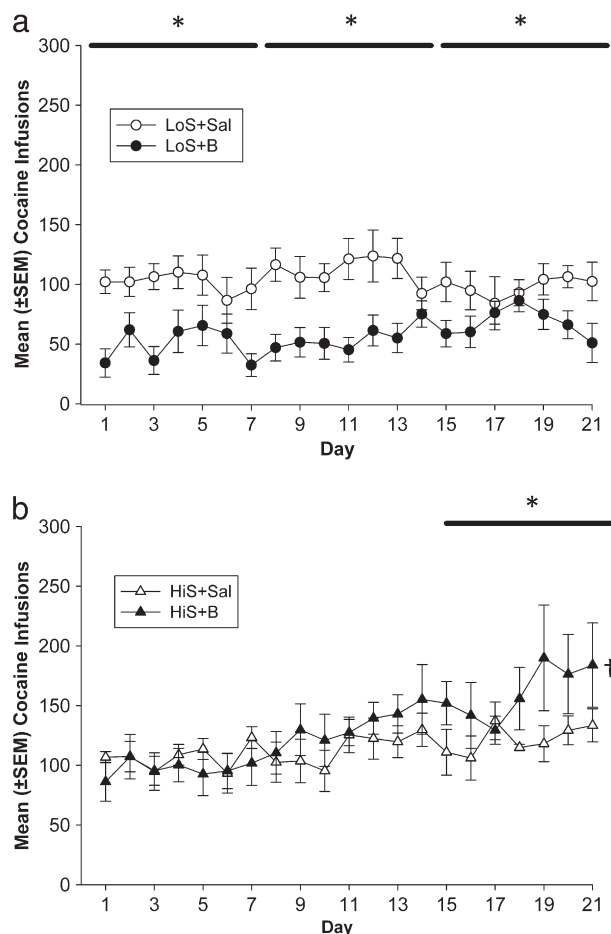 a
* * *
300
250
200
150
100
50
0
Mean (±SEM) Cocaine Infusions
LoS+Sal
LoS+B
1 3 5 7 9 11 13 15 17 19 21
Day
b
*
300
250
200
150
100
50
0
Mean (±SEM) Cocaine Infusions
HiS+Sal
HiS+B
†
1 3 5 7 9 11 13 15 17 19 21
Day